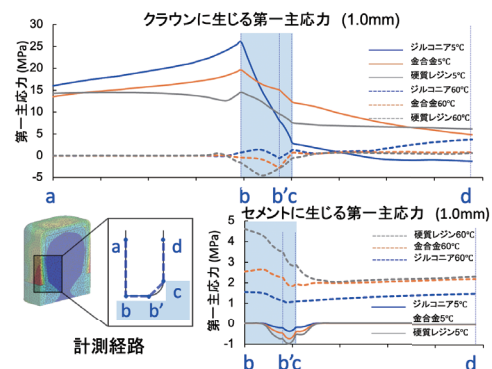 クラウンに生じる第一主応力 (1.0mm)
第一主応力 (MPa)
30
25
20
15
10
5
0
-5
ジルコニア5℃
金合金5℃
硬質レジン5℃
ジルコニア60℃
金合金60℃
硬質レジン60℃
a
b
b'c
d
セメントに生じる第一主応力 (1.0mm)
第一主応力 (MPa)
5
4
3
2
1
0
-1
硬質レジン60℃
金合金60℃
ジルコニア60℃
ジルコニア5℃
金合金5℃
硬質レジン5℃
b
b'c
d
a
d
c
b
b'
計測経路